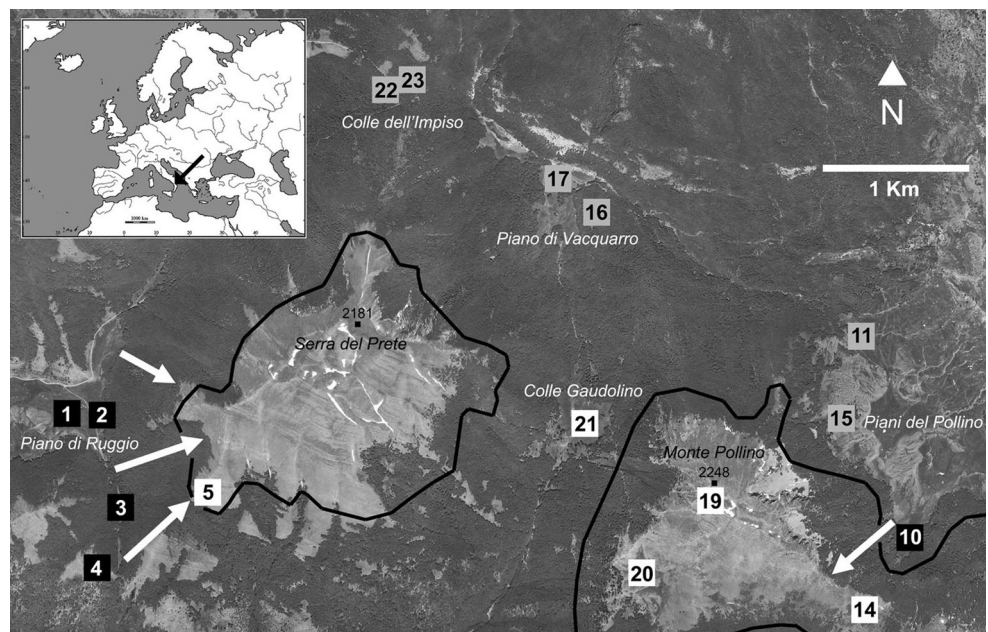 22
23
Colle dell'Impiso
N
1 Km
17
16
Piano di Vacquarro
1000 km
2181
Serra del Prete
11
1
2
Piano di Ruggio
Colle Gaudolino
21
15
Piani del Pollino
Monte Pollino
2248
19
5
3
10
4
20
14